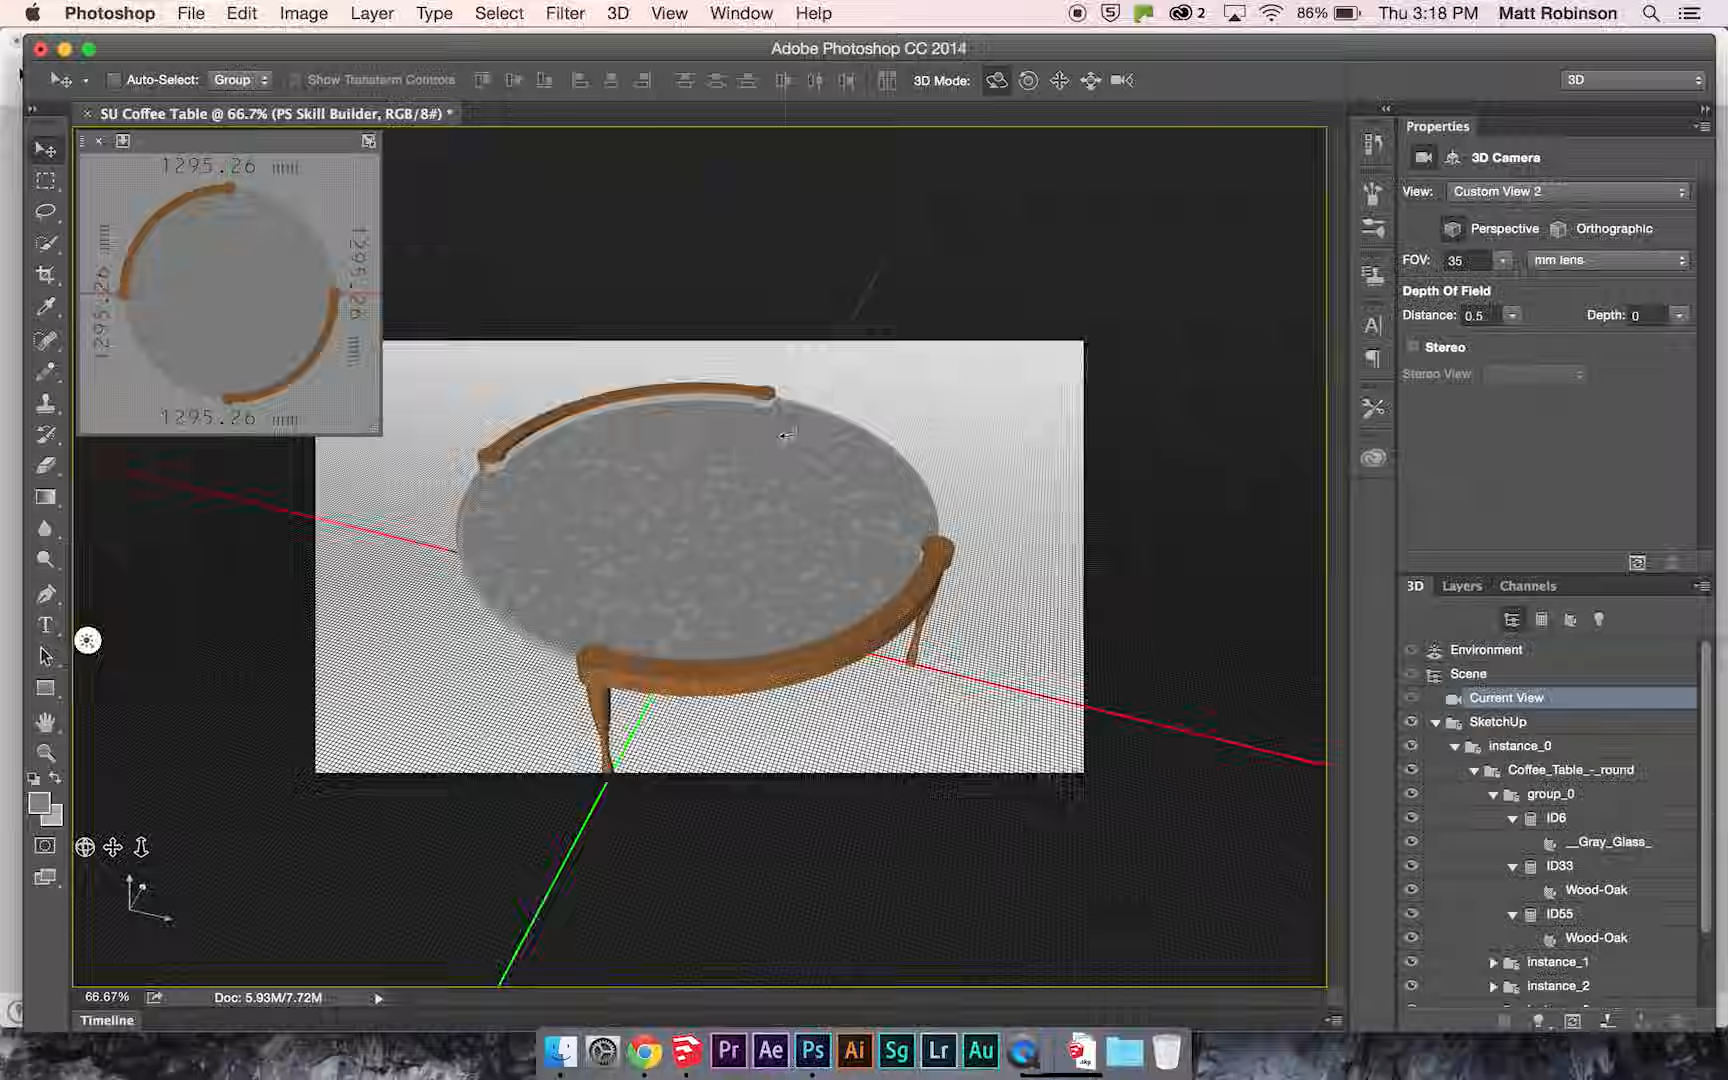 Photoshop File Edit Image Layer Type Select Filter 3D View Window Help 5 2 86% Thu 3:18 PM Matt Robinson
Adobe Photoshop CC 2014
Auto-Select: Group Show Transform Controls 3D Mode: 3D
× SU Coffee Table @ 66.7% (PS Skill Builder, RGB/8#) *
1295.26 mm
1295.26 mm
1295.26 mm
1295.26 mm
Properties
3D Camera
View: Custom View 2
Perspective Orthographic
FOV: 35 mm lens
Depth Of Field
Distance: 0.5 Depth: 0
Stereo
Stereo View
3D Layers Channels
Environment
Scene
Current View
SketchUp
instance_0
Coffee_Table_-_round
group_0
ID6
__Gray_Glass_
ID33
Wood-Oak
ID55
Wood-Oak
instance_1
instance_2
66.67% Doc: 5.93M/7.72M
Timeline
Pr Ae Ps Ai Sg Lr Au